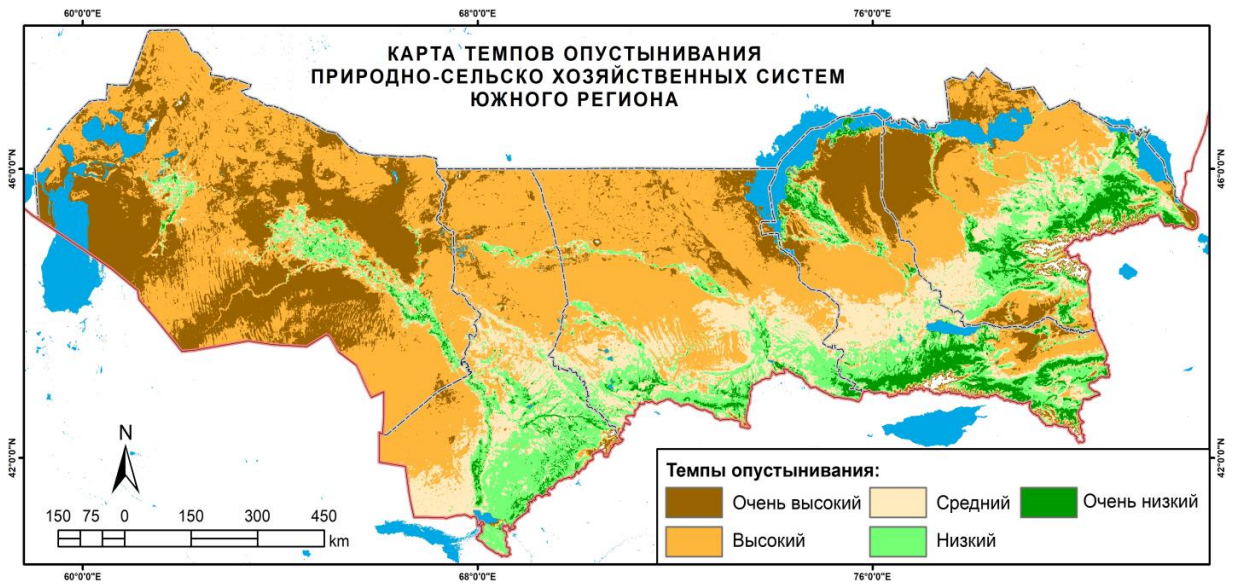 60°0'0"E 68°0'0"E 76°0'0"E
КАРТА ТЕМПОВ ОПУСТЫНИВАНИЯ
ПРИРОДНО-СЕЛЬСКО ХОЗЯЙСТВЕННЫХ СИСТЕМ
ЮЖНОГО РЕГИОНА
46°0'0"N
46°0'0"N
42°0'0"N
42°0'0"N
N
150 75 0 150 300 450
km
Темпы опустынивания:
Очень высокий
Средний
Очень низкий
Высокий
Низкий
60°0'0"E 68°0'0"E 76°0'0"E